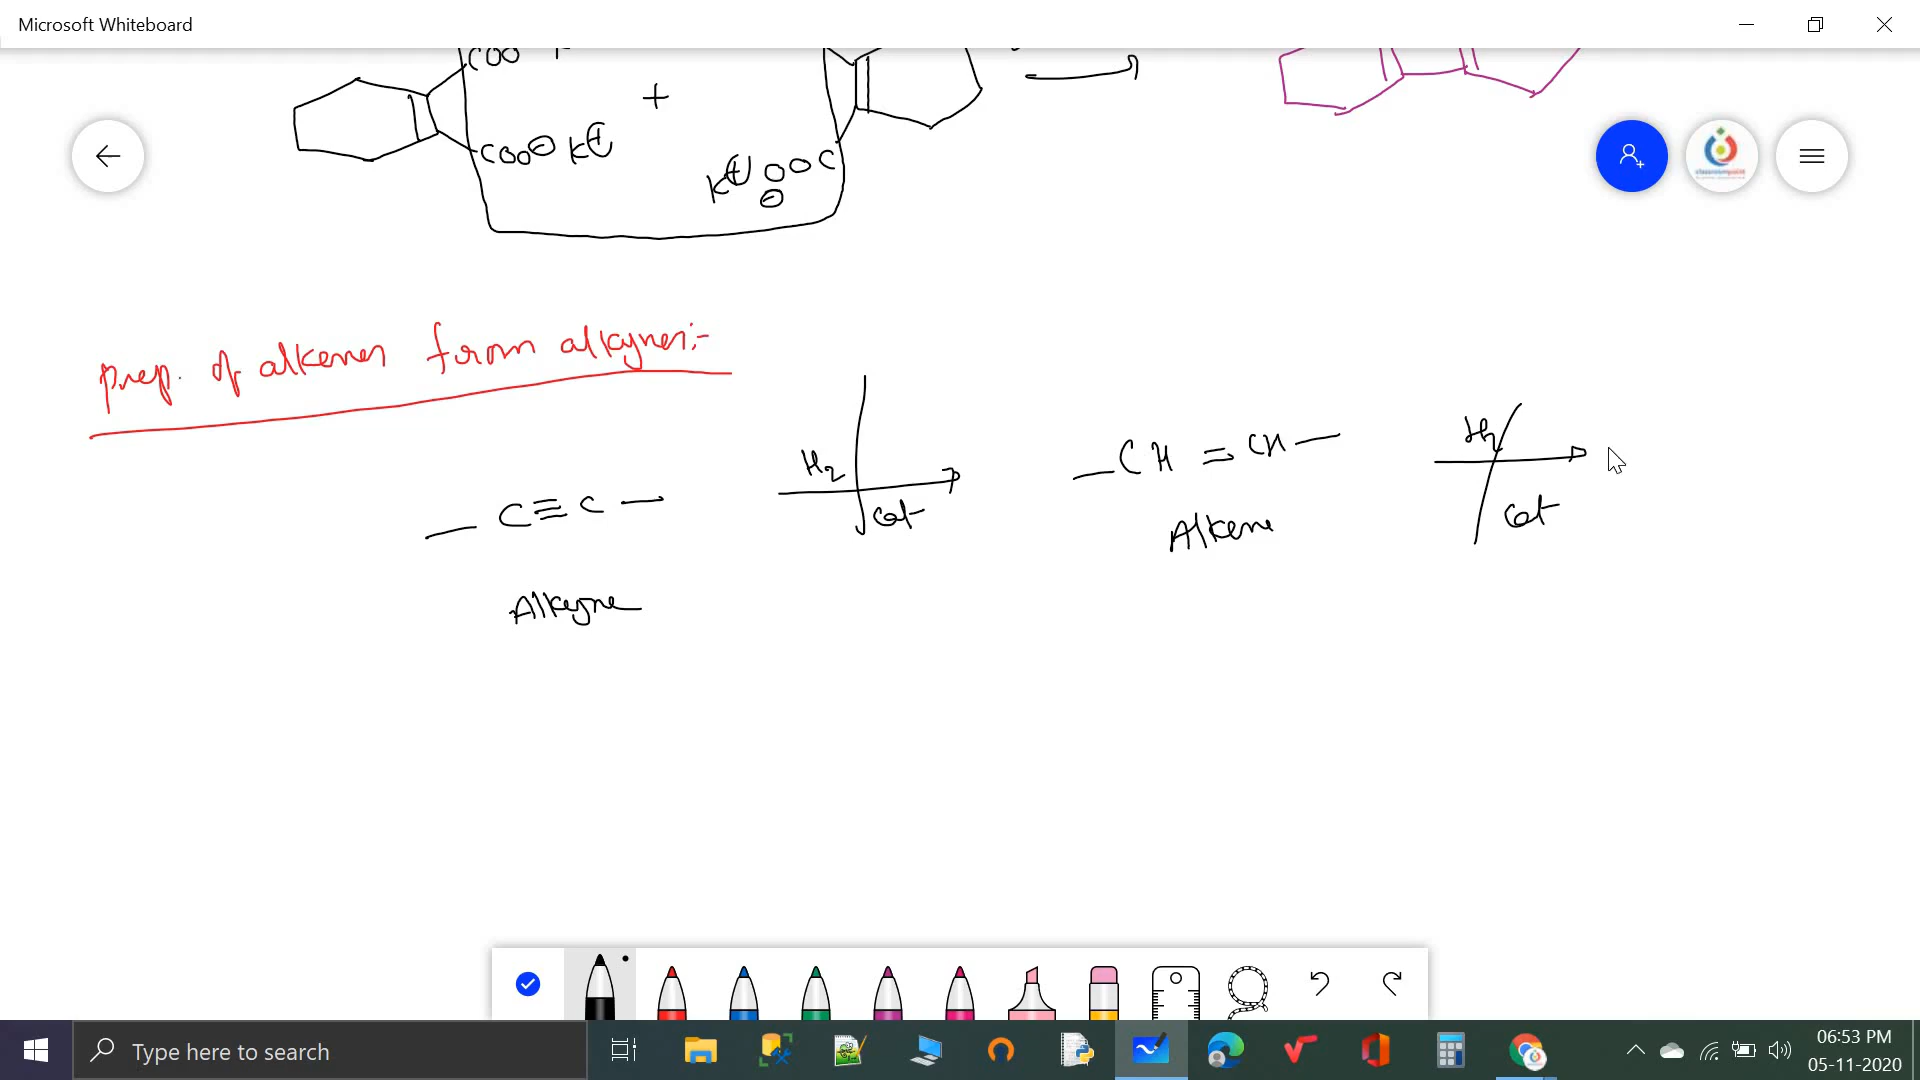 Microsoft Whiteboard
COO
+
COO⊖ K⊕
K⊕ OOC
⊖
Prep. of alkenes from alkynes:-
— C≡C — H2 Cat — CH = CH — H2 Cat
Alkyne
Alkene
classroompoint
Type here to search
06:53 PM
05-11-2020